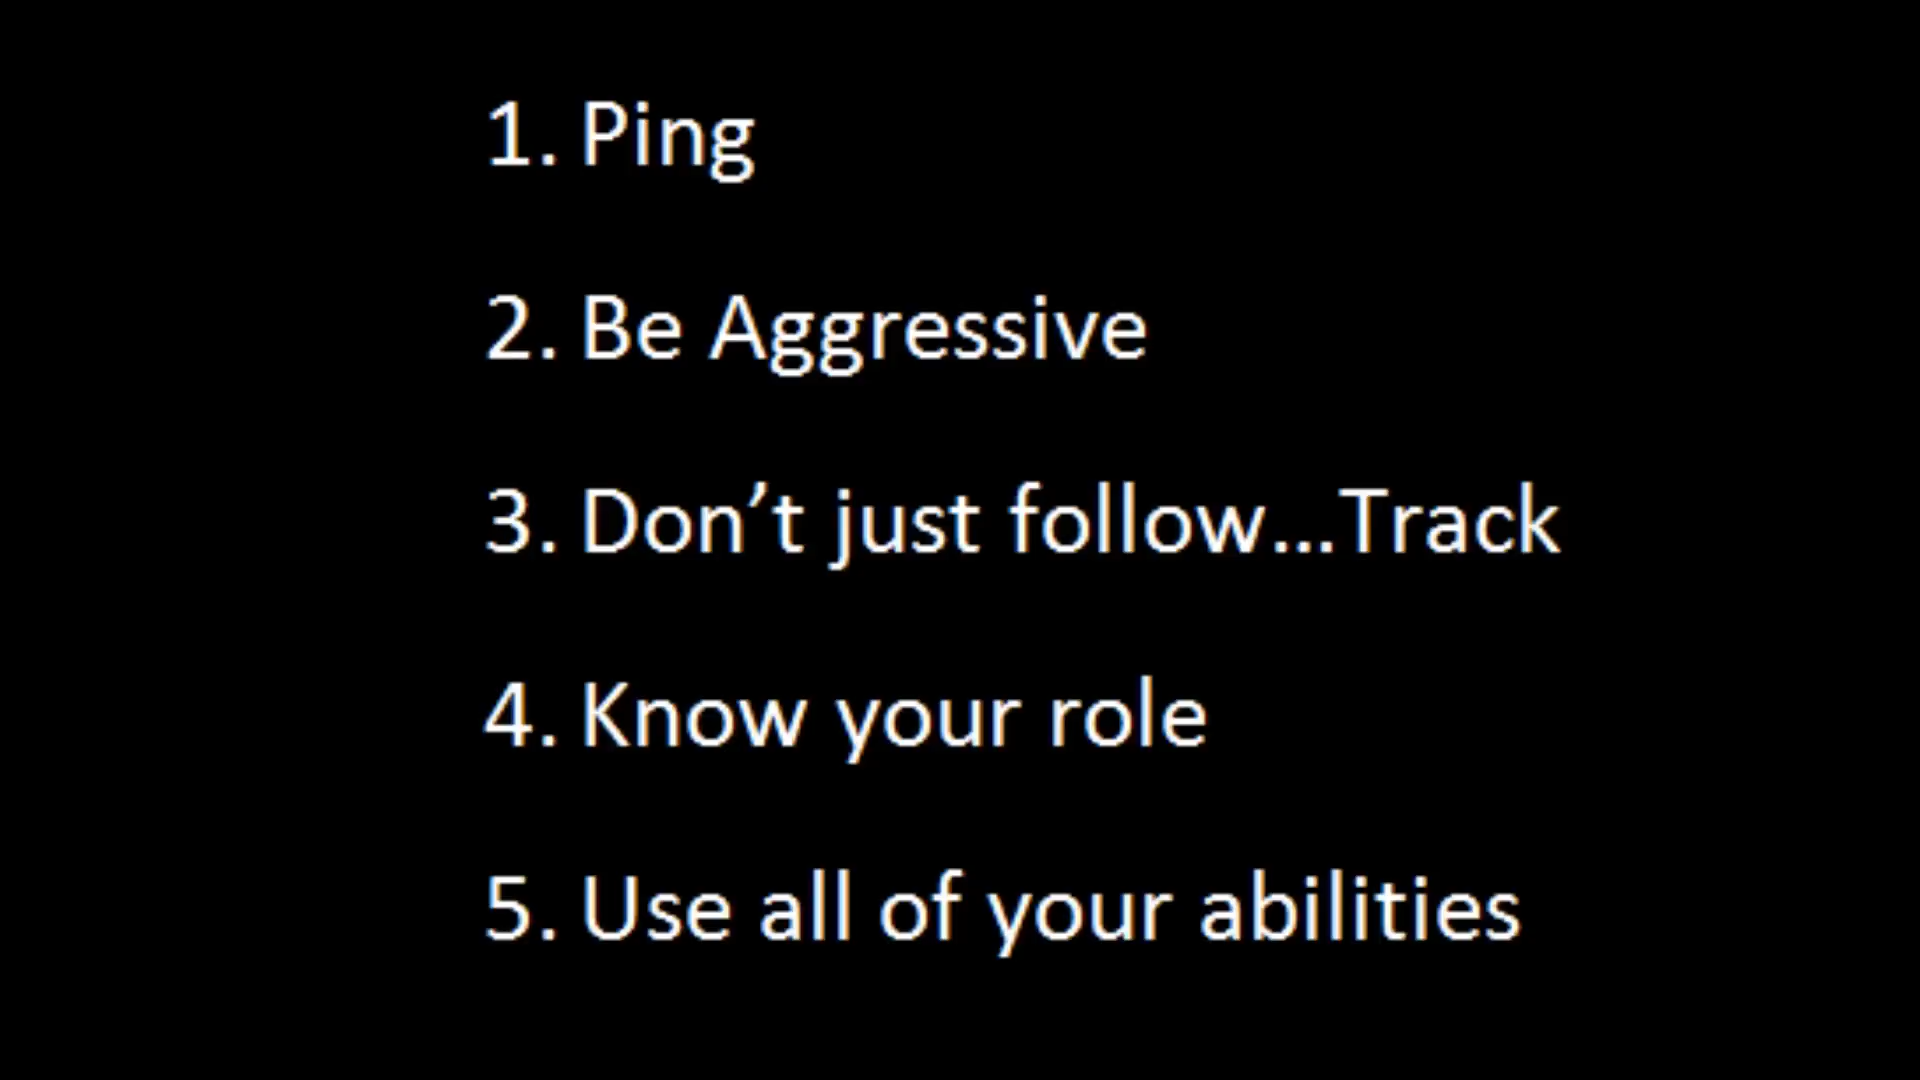 1. Ping
2. Be Aggressive
3. Don’t just follow…Track
4. Know your role
5. Use all of your abilities